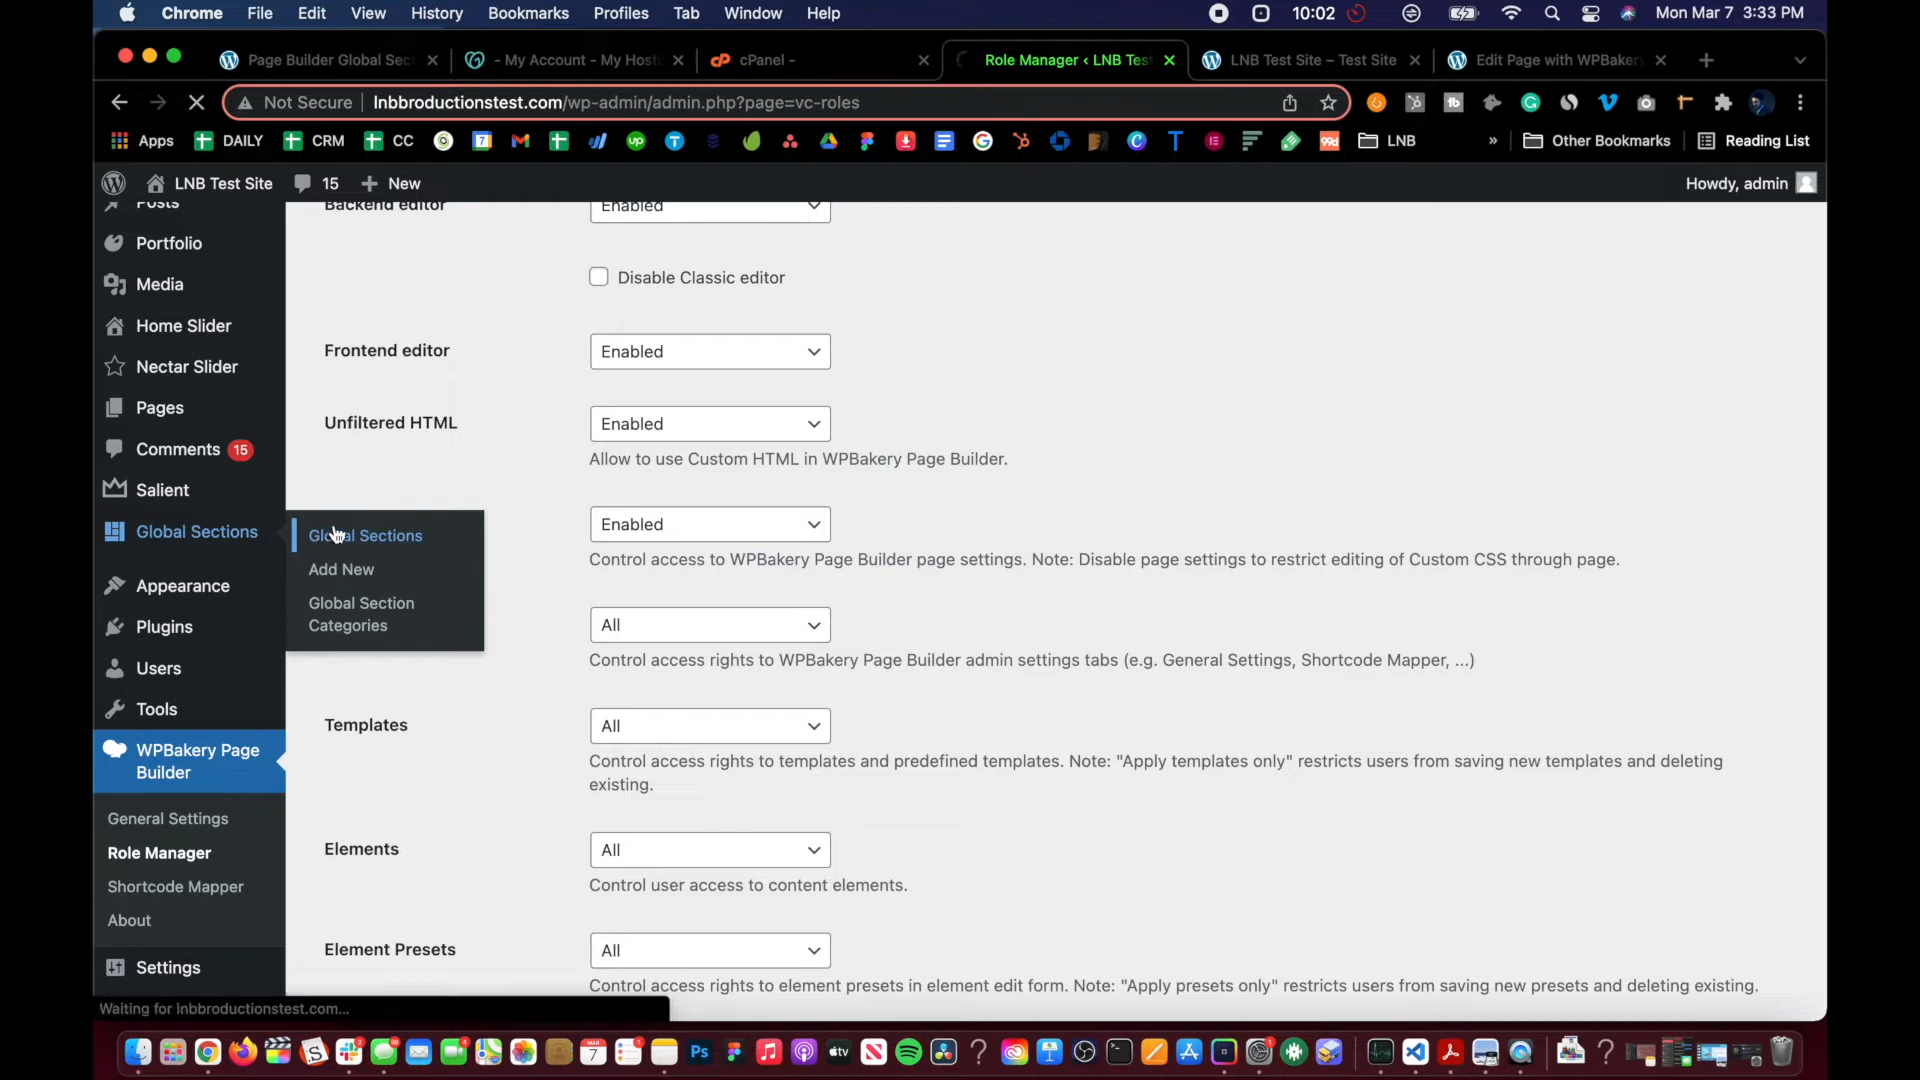 Chrome File Edit View History Bookmarks Profiles Tab Window Help 10:02 Mon Mar 7 3:33 PM
Page Builder Global Sect - My Account - My Hosti cPanel - Role Manager ‹ LNB Test LNB Test Site – Test Site Edit Page with WPBakery
Not Secure lnbbroductionstest.com/wp-admin/admin.php?page=vc-roles
Apps DAILY CRM CC LNB » Other Bookmarks Reading List
LNB Test Site 15 New Howdy, admin
Posts
Portfolio
Media
Home Slider
Nectar Slider
Pages
Comments 15
Salient
Global Sections
Appearance
Plugins
Users
Tools
WPBakery Page
Builder
General Settings
Role Manager
Shortcode Mapper
About
Settings
Global Sections
Add New
Global Section
Categories
Backend editor Enabled
Disable Classic editor
Frontend editor Enabled
Unfiltered HTML Enabled
Allow to use Custom HTML in WPBakery Page Builder.
Enabled
Control access to WPBakery Page Builder page settings. Note: Disable page settings to restrict editing of Custom CSS through page.
All
Control access rights to WPBakery Page Builder admin settings tabs (e.g. General Settings, Shortcode Mapper, ...)
Templates All
Control access rights to templates and predefined templates. Note: "Apply templates only" restricts users from saving new templates and deleting
existing.
Elements All
Control user access to content elements.
Element Presets All
Control access rights to element presets in element edit form. Note: "Apply presets only" restricts users from saving new presets and deleting existing.
Waiting for lnbbroductionstest.com...